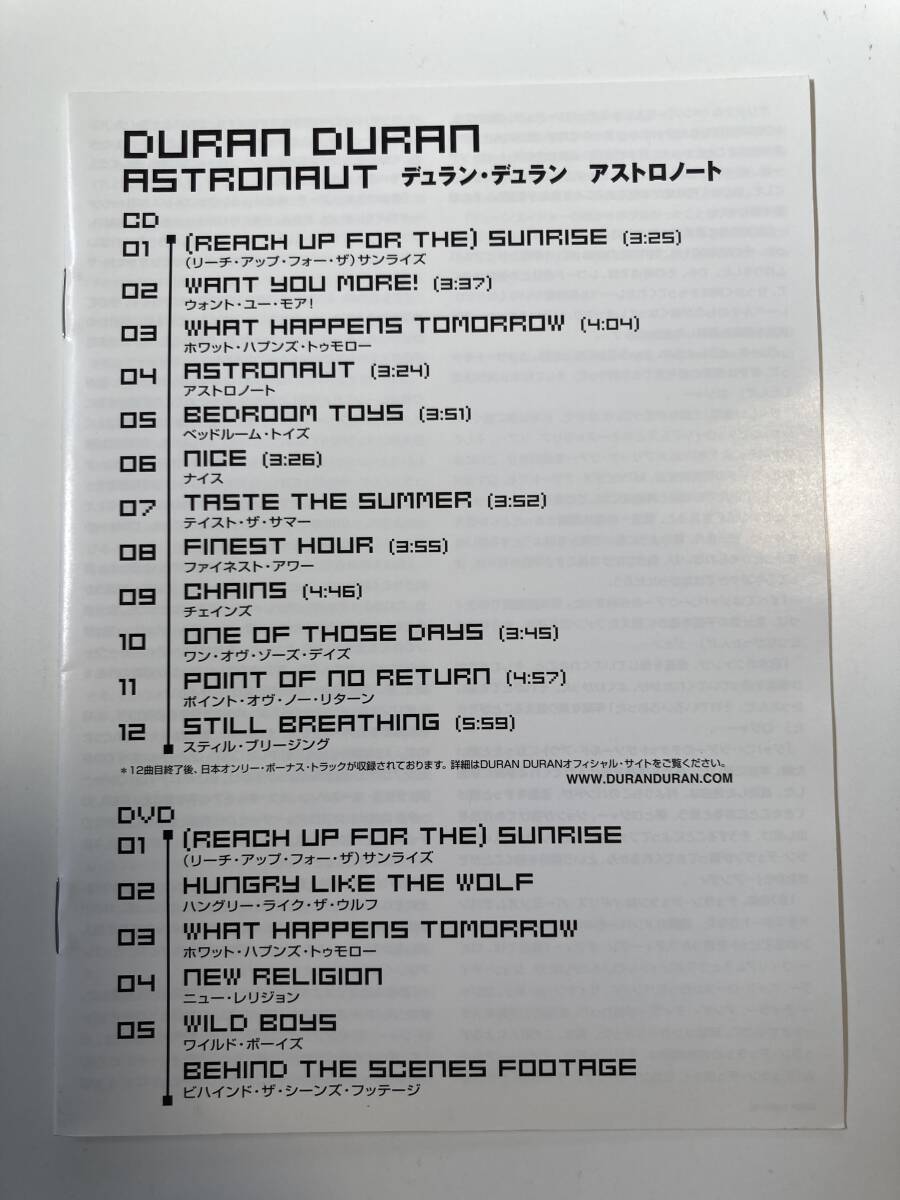 DURAN DURAN
ASTRONAUT デュラン・デュラン アストロノート
CD
01 (REACH UP FOR THE) SUNRISE (3:25)
(リーチ・アップ・フォー・ザ)サンライズ
02 WANT YOU MORE! (3:37)
ウォント・ユー・モア!
03 WHAT HAPPENS TOMORROW (4:04)
ホワット・ハプンズ・トゥモロー
04 ASTRONAUT (3:24)
アストロノート
05 BEDROOM TOYS (3:51)
ベッドルーム・トイズ
06 NICE (3:26)
ナイス
07 TASTE THE SUMMER (3:52)
テイスト・ザ・サマー
08 FINEST HOUR (3:55)
ファイネスト・アワー
09 CHAINS (4:46)
チェインズ
10 ONE OF THOSE DAYS (3:45)
ワン・オヴ・ゾーズ・デイズ
11 POINT OF NO RETURN (4:57)
ポイント・オヴ・ノー・リターン
12 STILL BREATHING (5:59)
スティル・ブリージング
*12曲目終了後、日本オンリー・ボーナス・トラックが収録されております。詳細はDURAN DURANオフィシャル・サイトをご覧ください。
WWW.DURANDURAN.COM
DVD
01 (REACH UP FOR THE) SUNRISE
(リーチ・アップ・フォー・ザ)サンライズ
02 HUNGRY LIKE THE WOLF
ハングリー・ライク・ザ・ウルフ
03 WHAT HAPPENS TOMORROW
ホワット・ハプンズ・トゥモロー
04 NEW RELIGION
ニュー・レリジョン
05 WILD BOYS
ワイルド・ボーイズ
BEHIND THE SCENES FOOTAGE
ビハインド・ザ・シーンズ・フッテージ